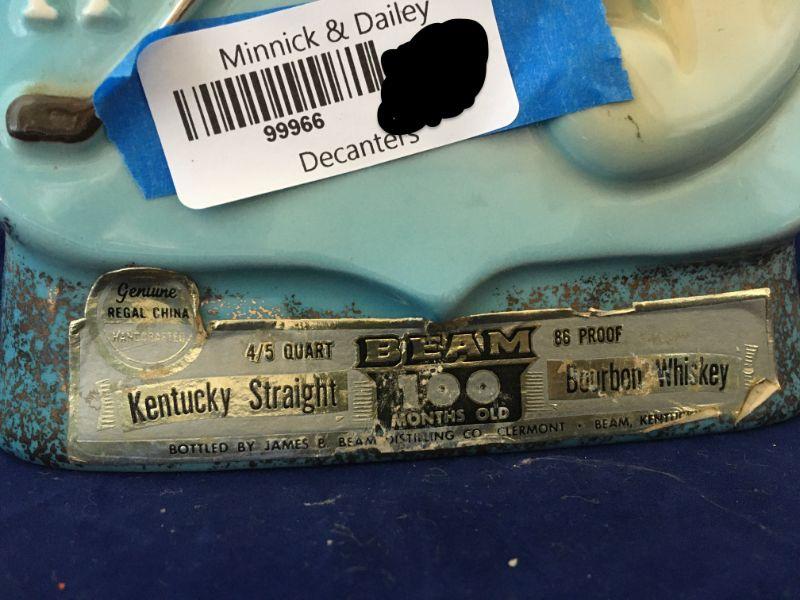 Minnick & Dailey
99966
Decanters
Genuine
REGAL CHINA
HANDCRAFTED
4/5 QUART
BEAM
86 PROOF
Kentucky Straight
100
MONTHS OLD
Bourbon Whiskey
BOTTLED BY JAMES B. BEAM DISTILLING CO. CLERMONT · BEAM, KENTUCKY